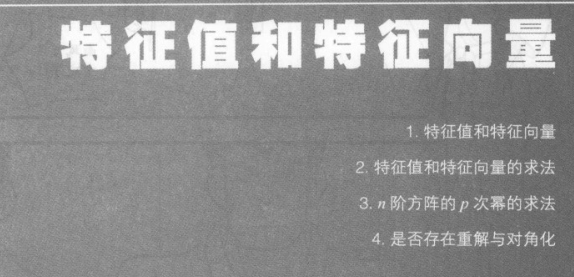 特征值和特征向量
1. 特征值和特征向量
2. 特征值和特征向量的求法
3. n 阶方阵的 p 次幂的求法
4. 是否存在重解与对角化